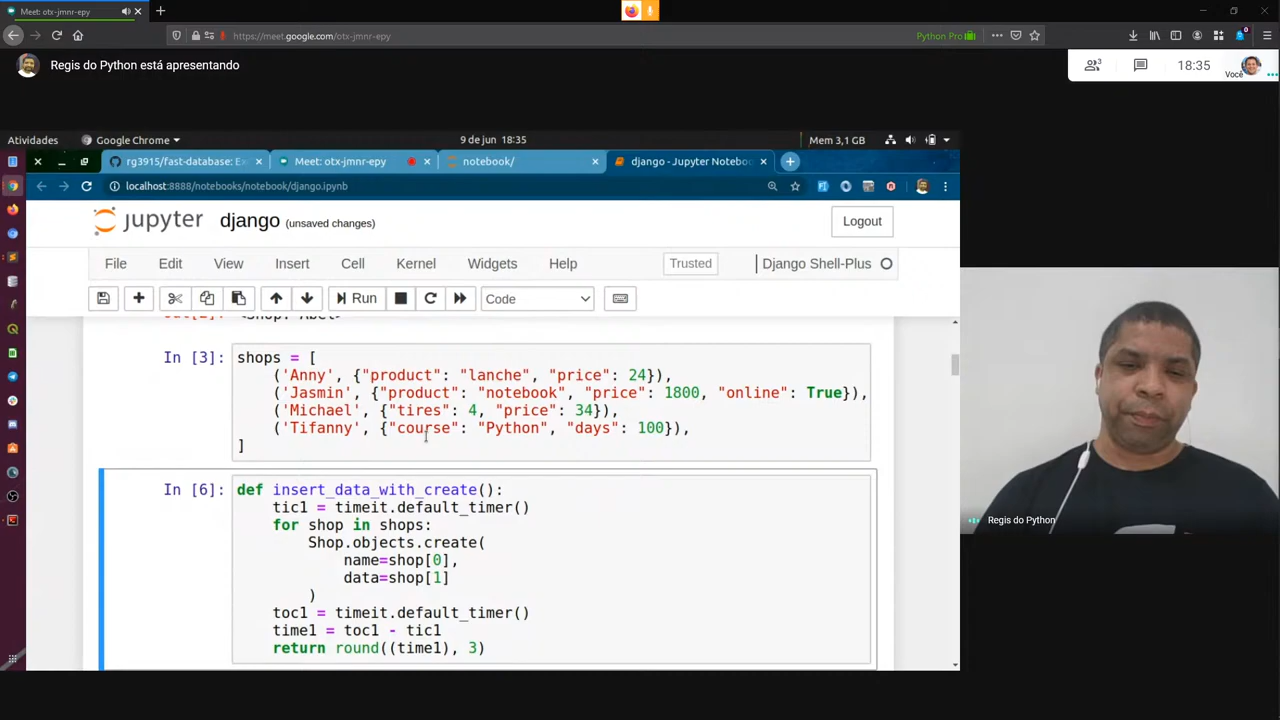 Meet: otx-jmnr-epy
https://meet.google.com/otx-jmnr-epy
Python Pro
Regis do Python está apresentando
3
18:35
Você
Atividades
Google Chrome
9 de jun 18:35
Mem 3,1 GB
rg3915/fast-database: Ex
Meet: otx-jmnr-epy
notebook/
django - Jupyter Noteboo
localhost:8888/notebooks/notebook/django.ipynb
jupyter
django
(unsaved changes)
Logout
File
Edit
View
Insert
Cell
Kernel
Widgets
Help
Trusted
Django Shell-Plus
Run
Code
In [3]:
shops = [
('Anny', {"product": "lanche", "price": 24}),
('Jasmin', {"product": "notebook", "price": 1800, "online": True}),
('Michael', {"tires": 4, "price": 34}),
('Tifanny', {"course": "Python", "days": 100}),
]
In [6]:
def insert_data_with_create():
tic1 = timeit.default_timer()
for shop in shops:
Shop.objects.create(
name=shop[0],
data=shop[1]
)
toc1 = timeit.default_timer()
time1 = toc1 - tic1
return round((time1), 3)
Regis do Python